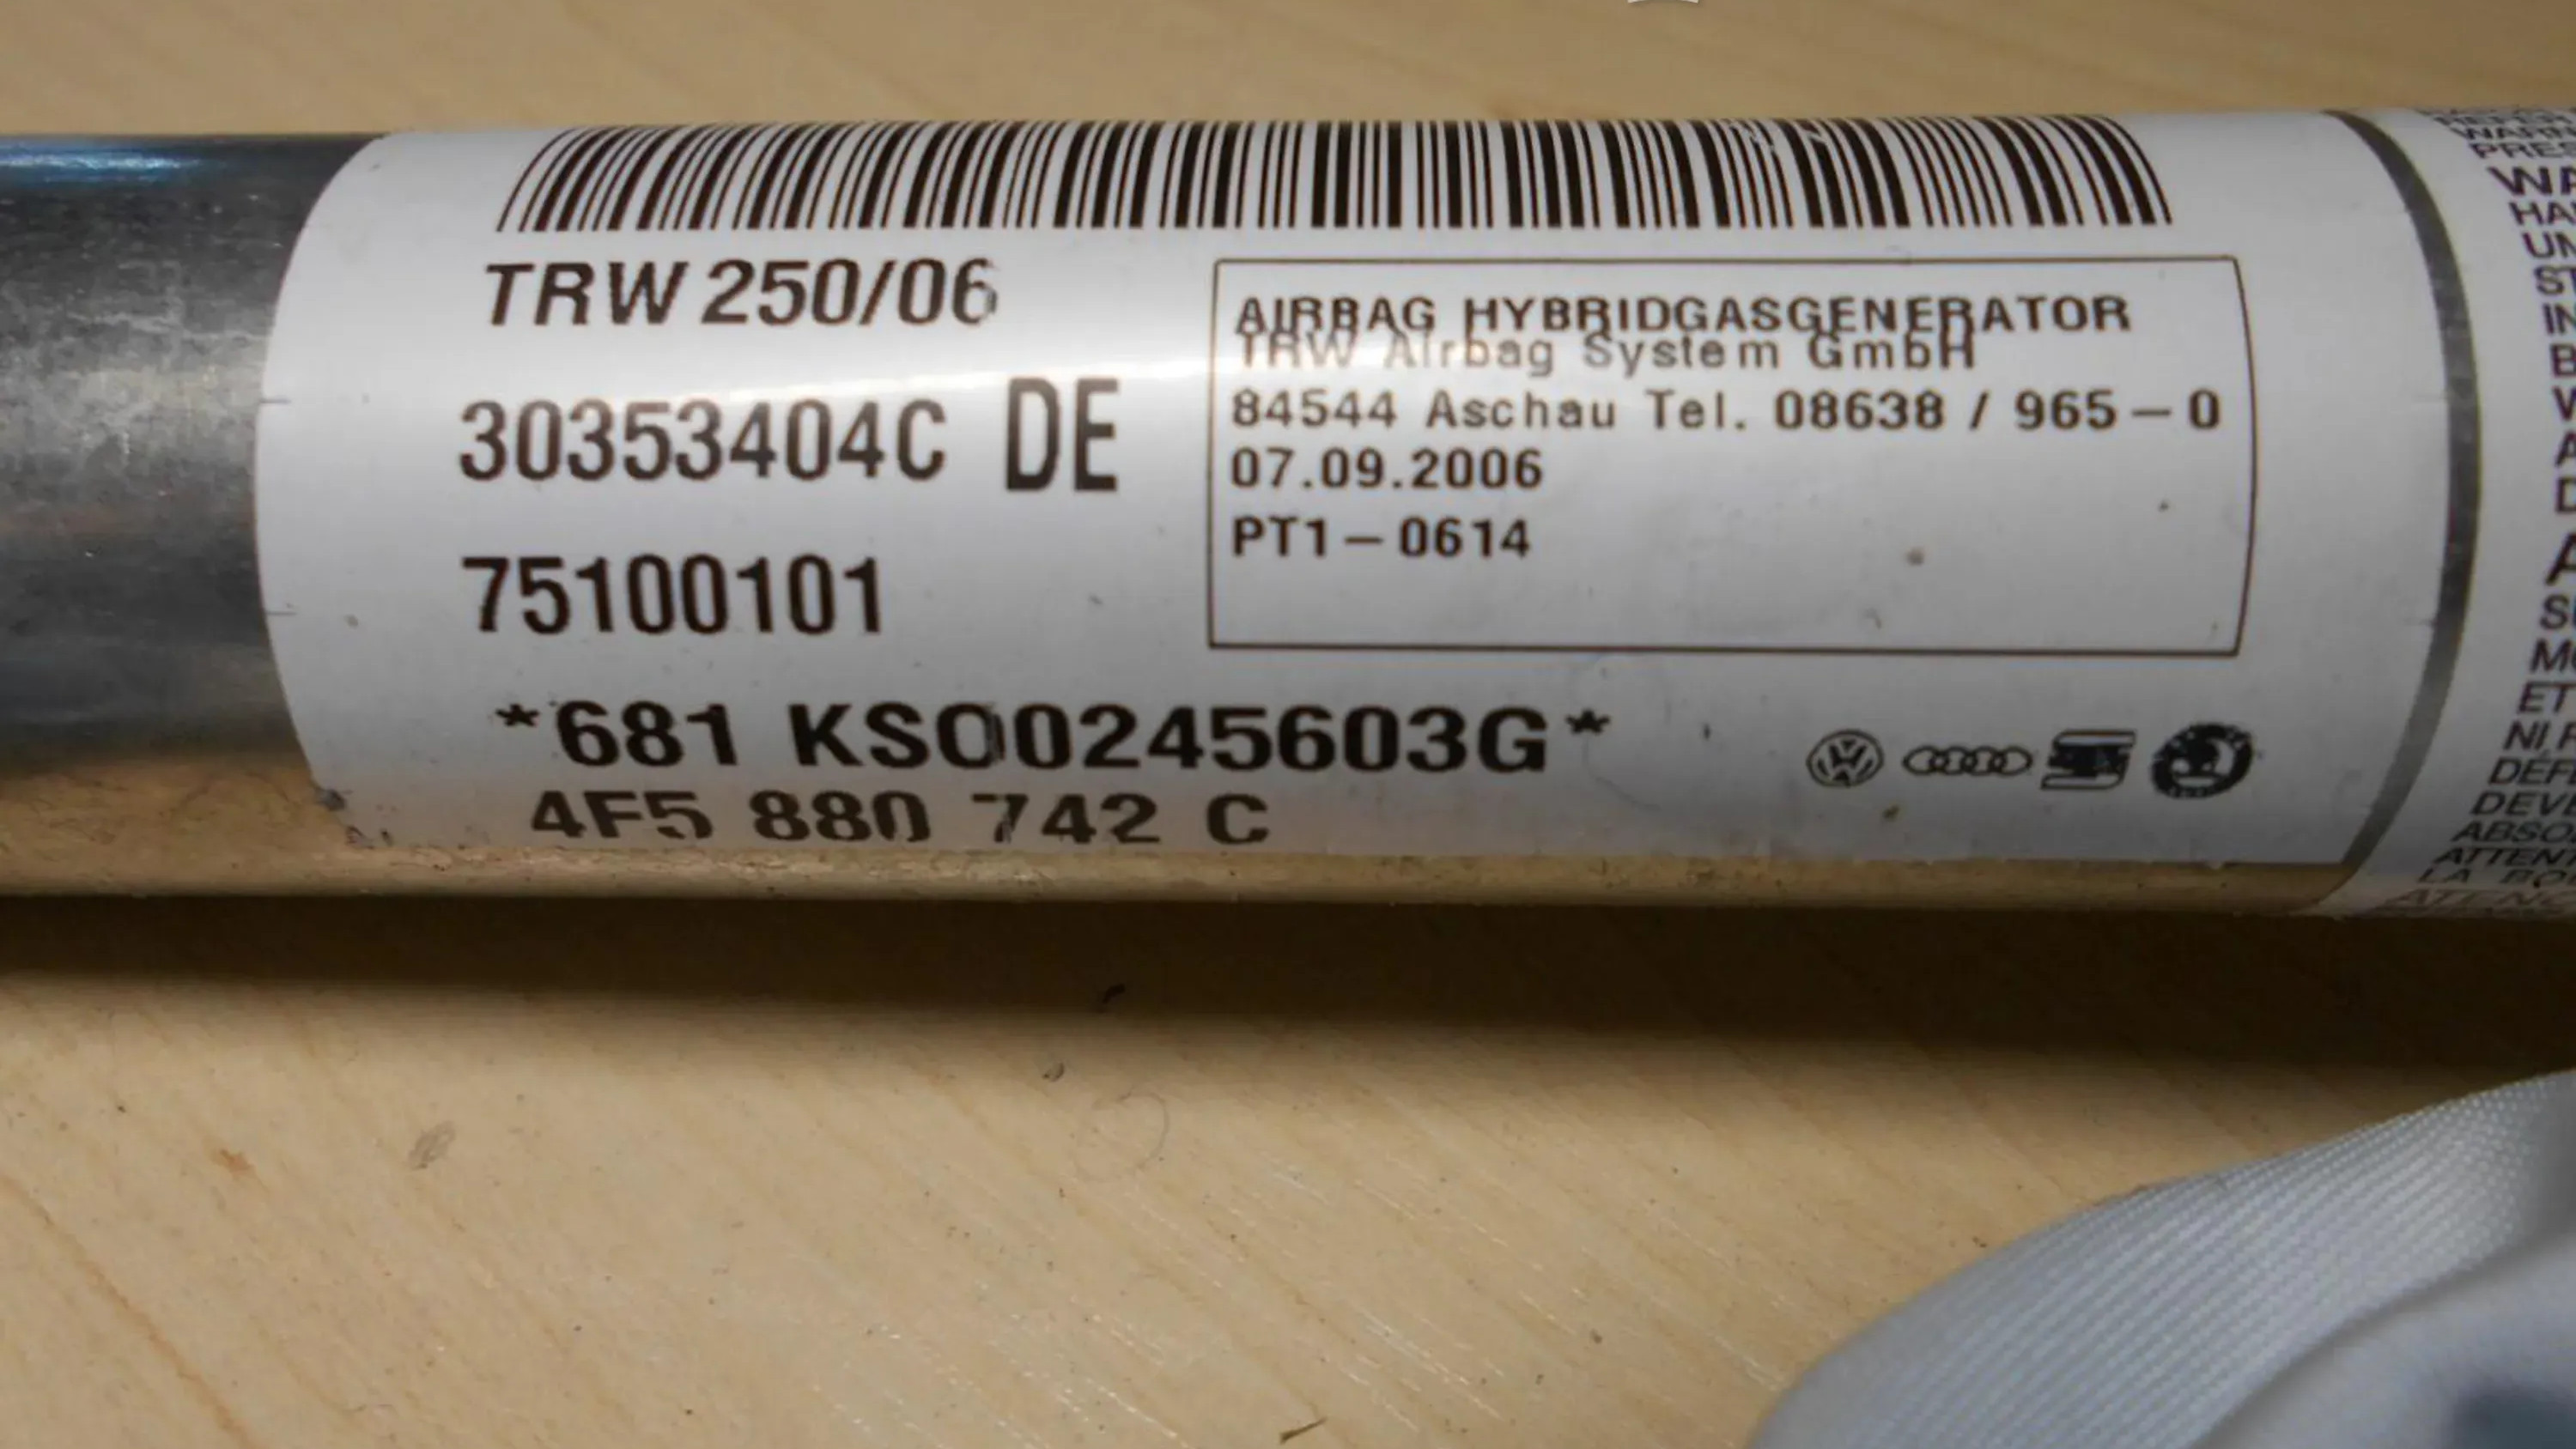 TRW 250/06
30353404C DE
75100101
AIRBAG HYBRIDGASGENERATOR
TRW Airbag System GmbH
84544 Aschau Tel. 08638 / 965 – 0
07.09.2006
PT1 – 0614
*681 KSO0245603G*
4F5 880 742 C